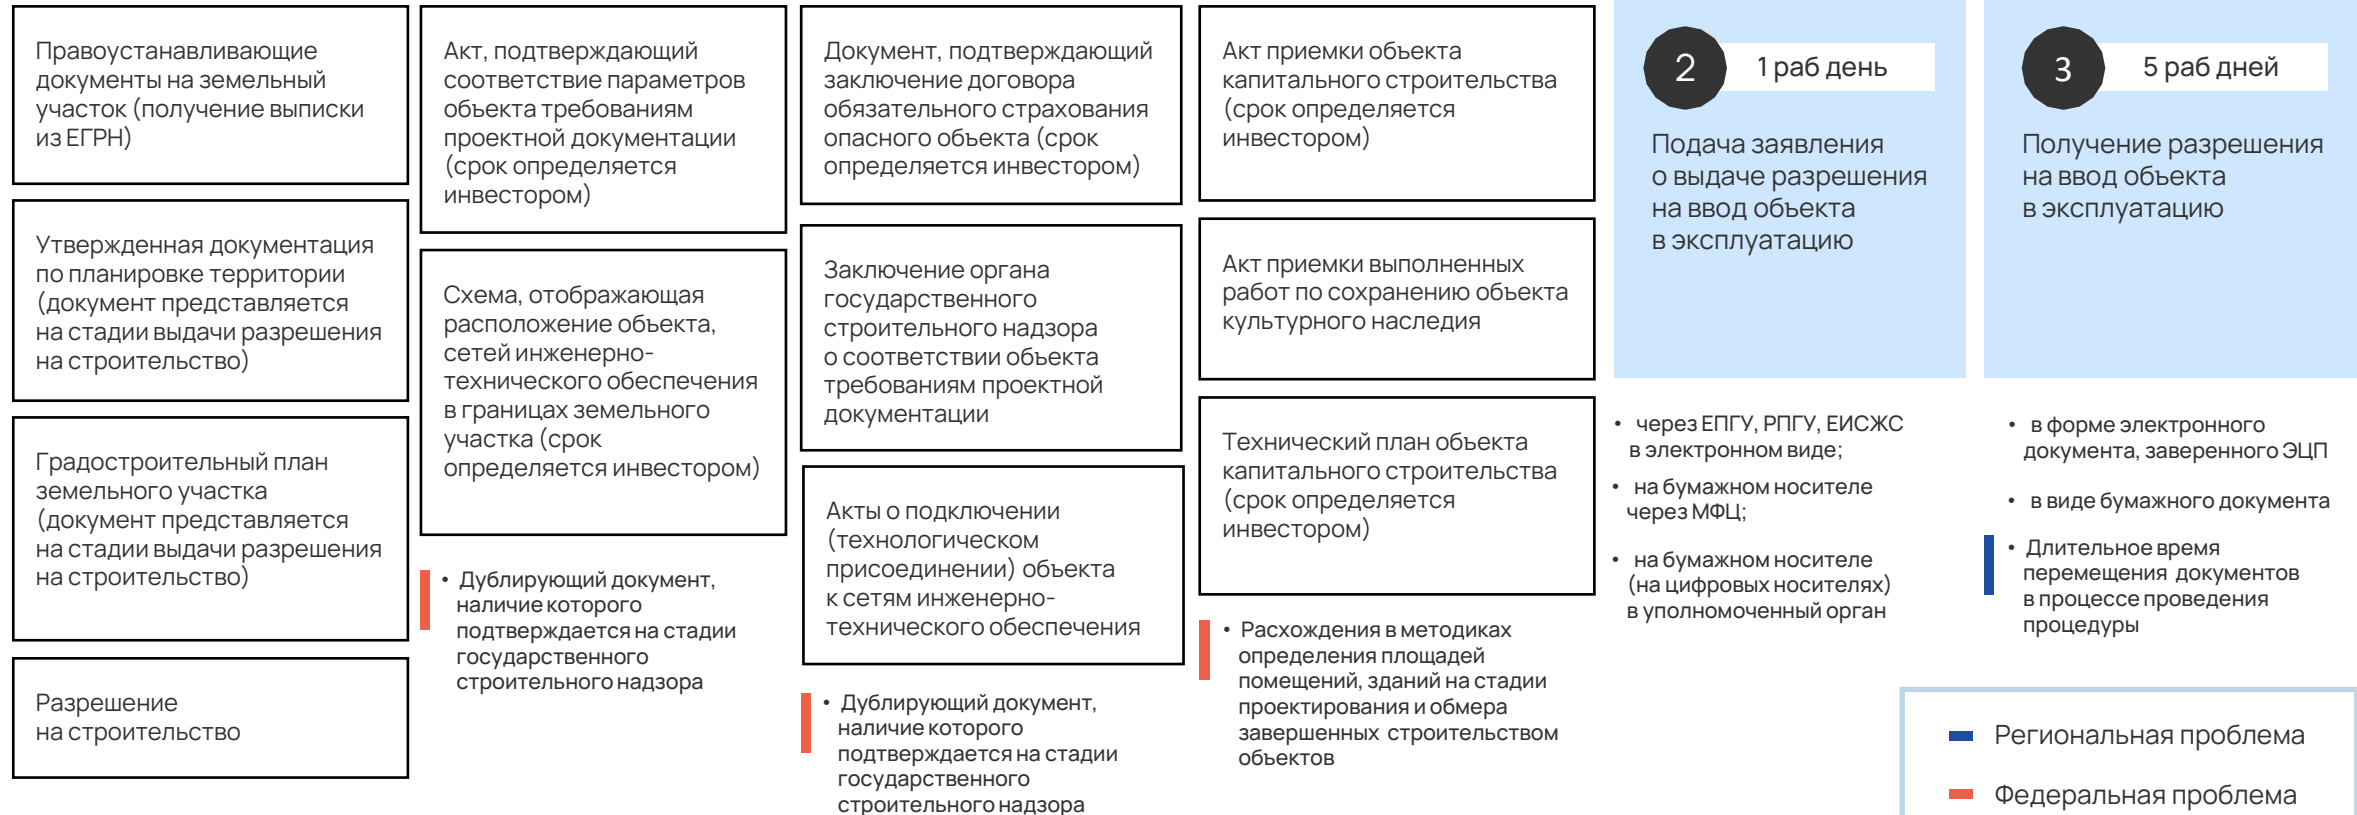 Правоустанавливающие
документы на земельный
участок (получение выписки
из ЕГРН)
Утвержденная документация
по планировке территории
(документ представляется
на стадии выдачи разрешения
на строительство)
Градостроительный план
земельного участка
(документ представляется
на стадии выдачи разрешения
на строительство)
Разрешение
на строительство
Акт, подтверждающий
соответствие параметров
объекта требованиям
проектной документации
(срок определяется
инвестором)
Схема, отображающая
расположение объекта,
сетей инженерно-
технического обеспечения
в границах земельного
участка (срок
определяется инвестором)
• Дублирующий документ,
наличие которого
подтверждается на стадии
государственного
строительного надзора
Документ, подтверждающий
заключение договора
обязательного страхования
опасного объекта (срок
определяется инвестором)
Заключение органа
государственного
строительного надзора
о соответствии объекта
требованиям проектной
документации
Акты о подключении
(технологическом
присоединении) объекта
к сетям инженерно-
технического обеспечения
• Дублирующий документ,
наличие которого
подтверждается на стадии
государственного
строительного надзора
Акт приемки объекта
капитального строительства
(срок определяется
инвестором)
Акт приемки выполненных
работ по сохранению объекта
культурного наследия
Технический план объекта
капитального строительства
(срок определяется
инвестором)
• Расхождения в методиках
определения площадей
помещений, зданий на стадии
проектирования и обмера
завершенных строительством
объектов
2 1 раб день
Подача заявления
о выдаче разрешения
на ввод объекта
в эксплуатацию
• через ЕПГУ, РПГУ, ЕИСЖС
в электронном виде;
• на бумажном носителе
через МФЦ;
• на бумажном носителе
(на цифровых носителях)
в уполномоченный орган
3 5 раб дней
Получение разрешения
на ввод объекта
в эксплуатацию
• в форме электронного
документа, заверенного ЭЦП
• в виде бумажного документа
• Длительное время
перемещения документов
в процессе проведения
процедуры
Региональная проблема
Федеральная проблема